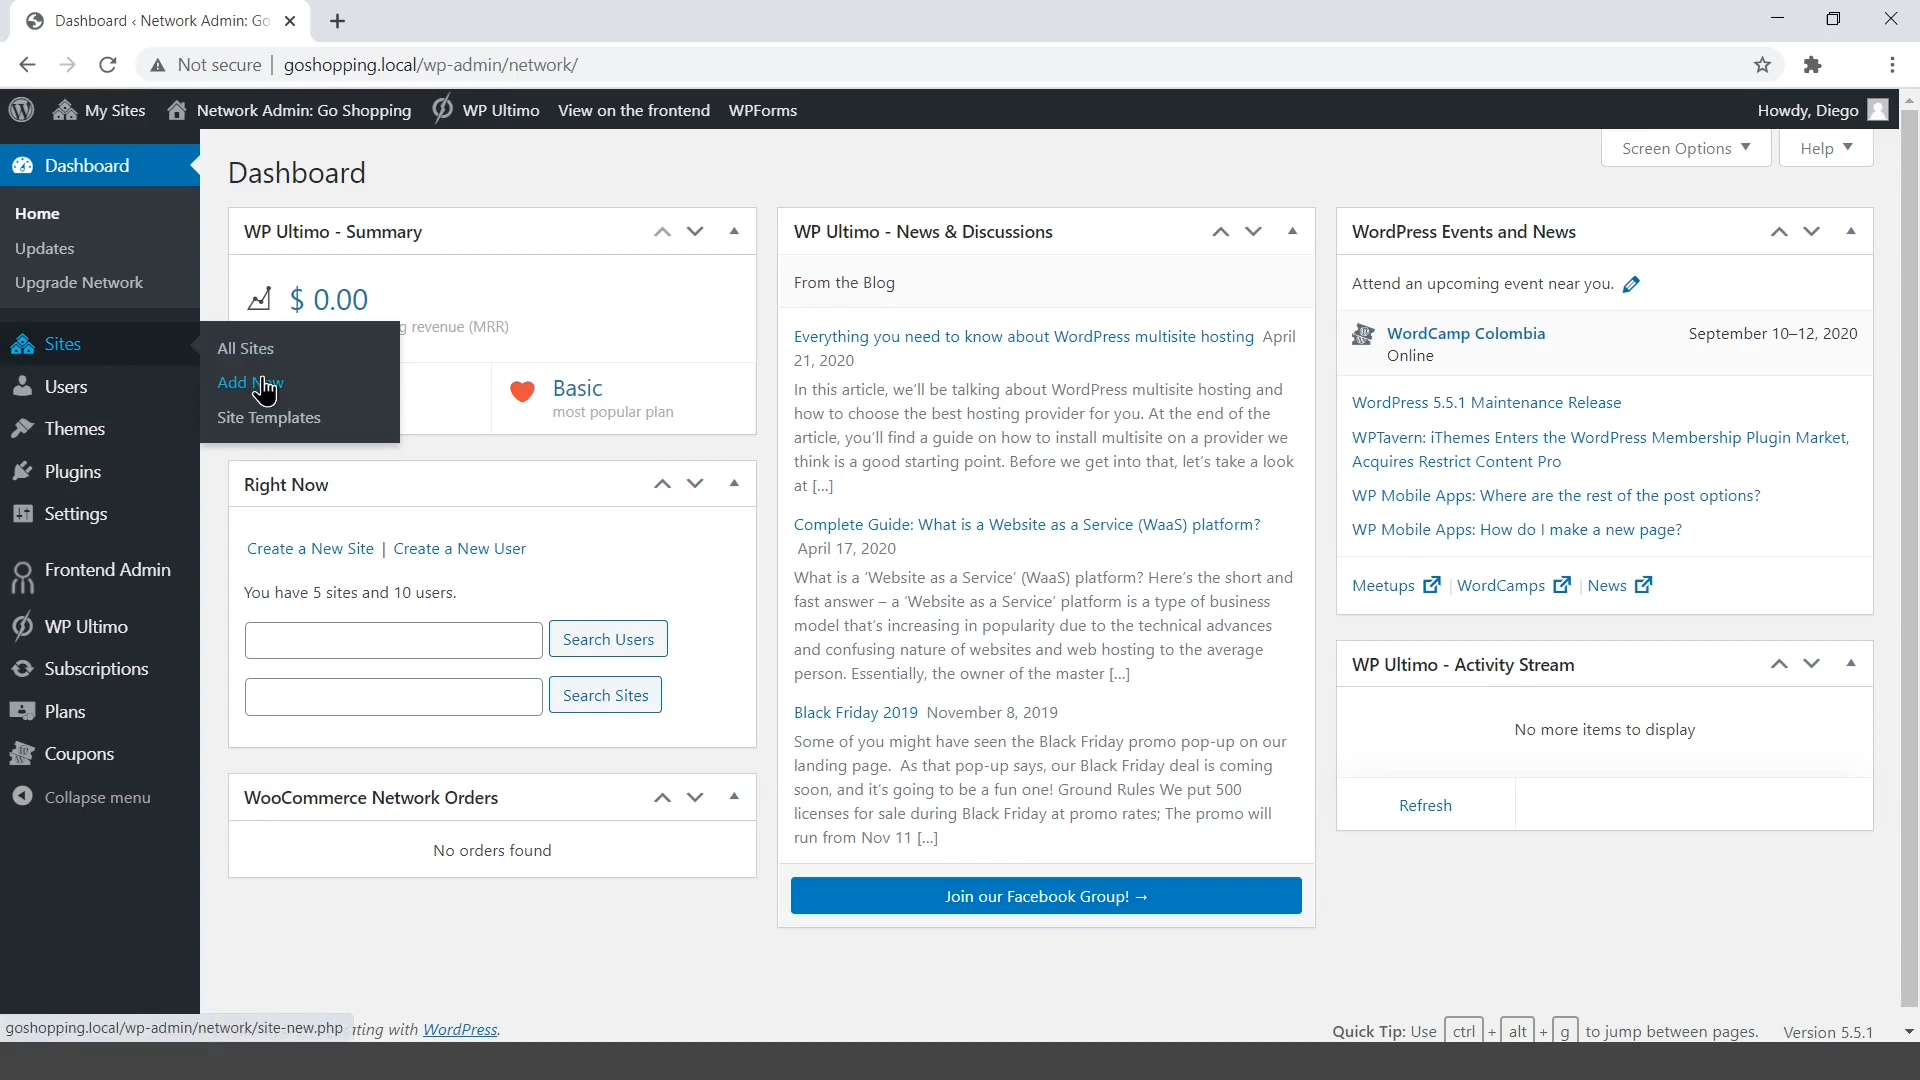 Dashboard ‹ Network Admin: Go
Not secure | goshopping.local/wp-admin/network/
My Sites Network Admin: Go Shopping WP Ultimo View on the frontend WPForms Howdy, Diego
Screen Options Help
Dashboard
Home
Updates
Upgrade Network
Sites
All Sites
Add New
Site Templates
Users
Themes
Plugins
Settings
Frontend Admin
WP Ultimo
Subscriptions
Plans
Coupons
Collapse menu
Dashboard
WP Ultimo - Summary
$ 0.00
g revenue (MRR)
Basic
most popular plan
Right Now
Create a New Site | Create a New User
You have 5 sites and 10 users.
Search Users
Search Sites
WooCommerce Network Orders
No orders found
WP Ultimo - News & Discussions
From the Blog
Everything you need to know about WordPress multisite hosting April
21, 2020
In this article, we'll be talking about WordPress multisite hosting and
how to choose the best hosting provider for you. At the end of the
article, you'll find a guide on how to install multisite on a provider we
think is a good starting point. Before we get into that, let's take a look
at [...]
Complete Guide: What is a Website as a Service (WaaS) platform?
April 17, 2020
What is a 'Website as a Service' (WaaS) platform? Here's the short and
fast answer – a 'Website as a Service' platform is a type of business
model that's increasing in popularity due to the technical advances
and confusing nature of websites and web hosting to the average
person. Essentially, the owner of the master [...]
Black Friday 2019 November 8, 2019
Some of you might have seen the Black Friday promo pop-up on our
landing page. As that pop-up says, our Black Friday deal is coming
soon, and it's going to be a fun one! Ground Rules We put 500
licenses for sale during Black Friday at promo rates; The promo will
run from Nov 11 [...]
Join our Facebook Group! →
WordPress Events and News
Attend an upcoming event near you.
WordCamp Colombia September 10–12, 2020
Online
WordPress 5.5.1 Maintenance Release
WPTavern: iThemes Enters the WordPress Membership Plugin Market,
Acquires Restrict Content Pro
WP Mobile Apps: Where are the rest of the post options?
WP Mobile Apps: How do I make a new page?
Meetups | WordCamps | News
WP Ultimo - Activity Stream
No more items to display
Refresh
goshopping.local/wp-admin/network/site-new.php ting with WordPress.
Quick Tip: Use ctrl + alt + g to jump between pages. Version 5.5.1